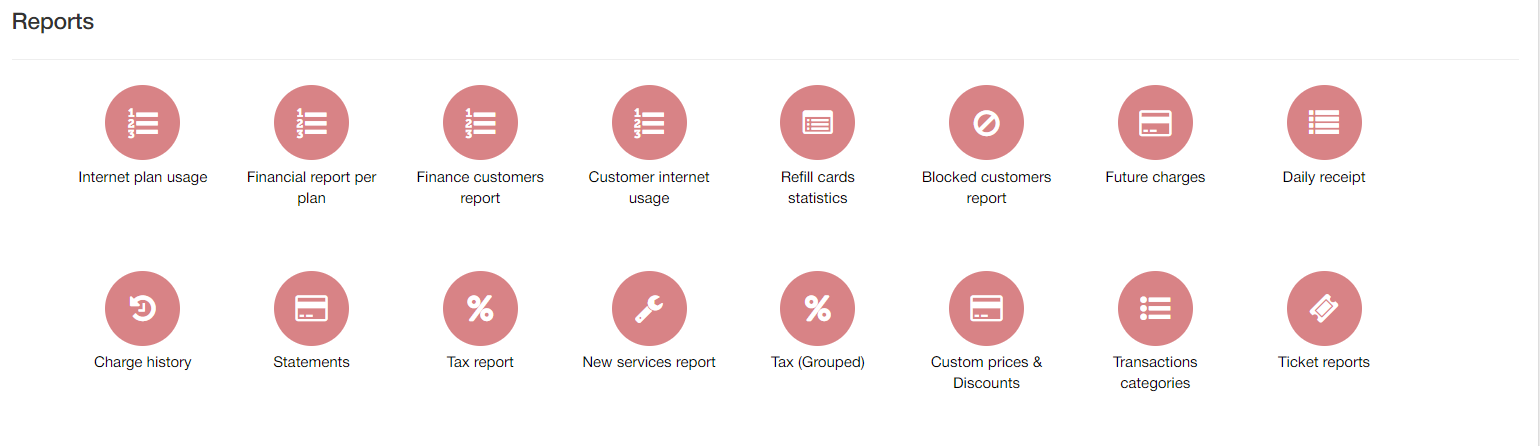 Reports
Internet plan usage
Financial report per
plan
Finance customers
report
Customer internet
usage
Refill cards
statistics
Blocked customers
report
Future charges
Daily receipt
Charge history
Statements
Tax report
New services report
Tax (Grouped)
Custom prices &
Discounts
Transactions
categories
Ticket reports